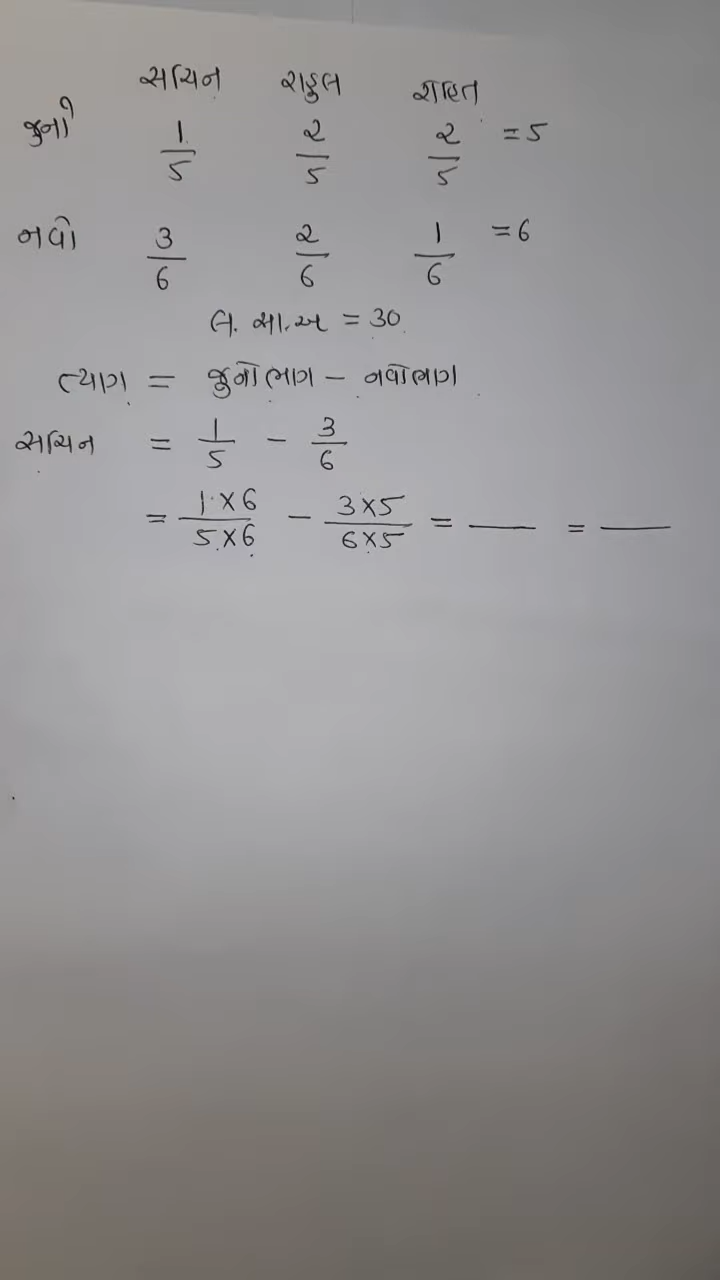 સચિન રાહુલ રોહિત
જુનો 1/5 2/5 2/5 = 5
નવો 3/6 2/6 1/6 = 6
લ. સા.અ = 30
ત્યાગ = જુનોભાગ - નવોભાગ
સચિન = 1/5 - 3/6
= 1×6/5×6 - 3×5/6×5 = ___ = ___